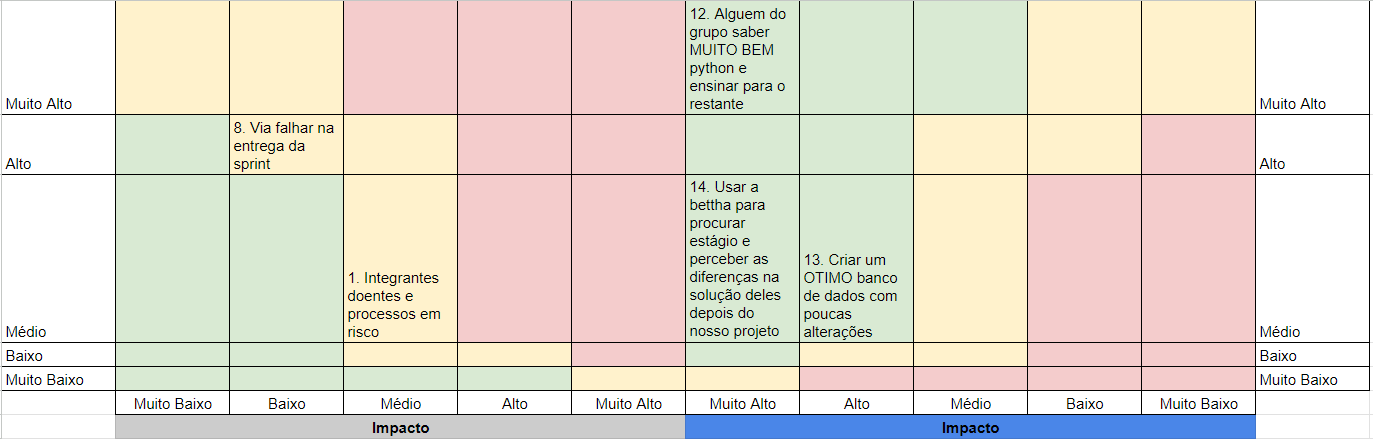 12. Alguem do
grupo saber
MUITO BEM
python e
ensinar para o
restante
Muito Alto
Muito Alto
8. Via falhar na
entrega da
sprint
Alto
Alto
14. Usar a
bettha para
procurar
estágio e
perceber as
diferenças na
solução deles
depois do
nosso projeto
1. Integrantes
doentes e
processos em
risco
13. Criar um
OTIMO banco
de dados com
poucas
alterações
Médio
Médio
Baixo
Baixo
Muito Baixo
Muito Baixo
Muito Baixo Baixo Médio Alto Muito Alto Muito Alto Alto Médio Baixo Muito Baixo
Impacto Impacto